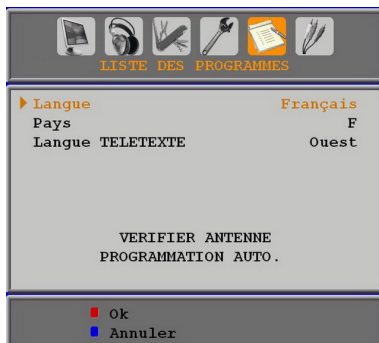 LISTE DES PROGRAMMES
Langue Français
Pays F
Langue TELETEXTE Ouest
VERIFIER ANTENNE
PROGRAMMATION AUTO.
Ok
Annuler